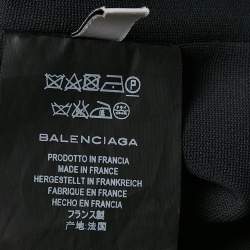 P
BALENCIAGA
PRODOTTO IN FRANCIA
MADE IN FRANCE
HERGESTELLT IN FRANKREICH
FABRIQUE EN FRANCE
HECHO EN FRANCIA
フランス製
产地:法国